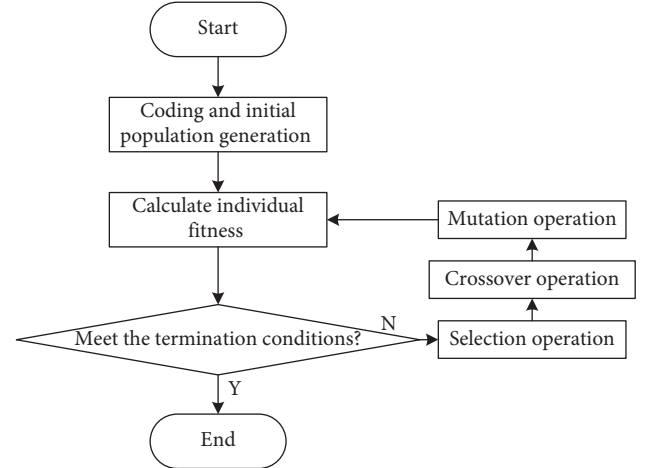 Start
Coding and initial
population generation
Calculate individual
fitness
Mutation operation
Crossover operation
Meet the termination conditions?
N
Selection operation
Y
End